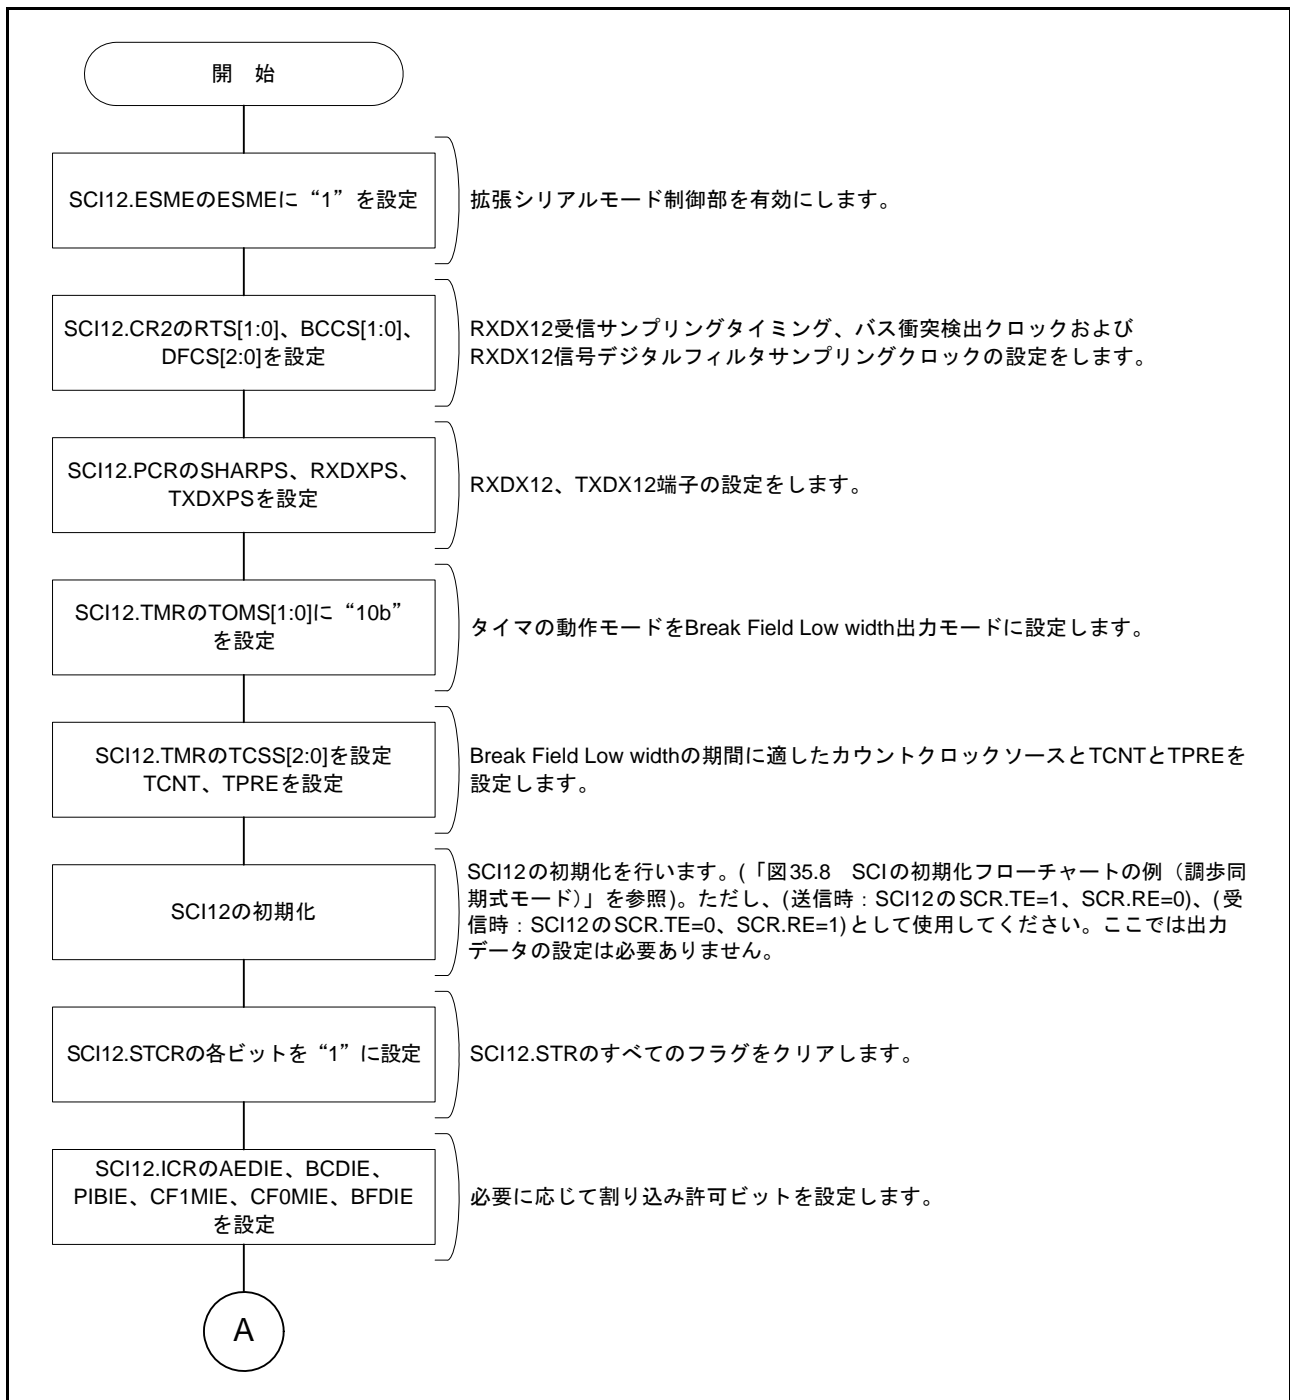 開　始
SCI12.ESMEのESMEに“1”を設定
拡張シリアルモード制御部を有効にします。
SCI12.CR2のRTS[1:0]、BCCS[1:0]、
DFCS[2:0]を設定
RXDX12受信サンプリングタイミング、バス衝突検出クロックおよび
RXDX12信号デジタルフィルタサンプリングクロックの設定をします。
SCI12.PCRのSHARPS、RXDXPS、
TXDXPSを設定
RXDX12、TXDX12端子の設定をします。
SCI12.TMRのTOMS[1:0]に“10b”
を設定
タイマの動作モードをBreak Field Low width出力モードに設定します。
SCI12.TMRのTCSS[2:0]を設定
TCNT、TPREを設定
Break Field Low widthの期間に適したカウントクロックソースとTCNTとTPREを
設定します。
SCI12の初期化
SCI12の初期化を行います。(「図35.8　SCIの初期化フローチャートの例（調歩同
期式モード）」を参照)。ただし、(送信時：SCI12のSCR.TE=1、SCR.RE=0)、(受
信時：SCI12のSCR.TE=0、SCR.RE=1)として使用してください。ここでは出力
データの設定は必要ありません。
SCI12.STCRの各ビットを“1”に設定
SCI12.STRのすべてのフラグをクリアします。
SCI12.ICRのAEDIE、BCDIE、
PIBIE、CF1MIE、CF0MIE、BFDIE
を設定
必要に応じて割り込み許可ビットを設定します。
A